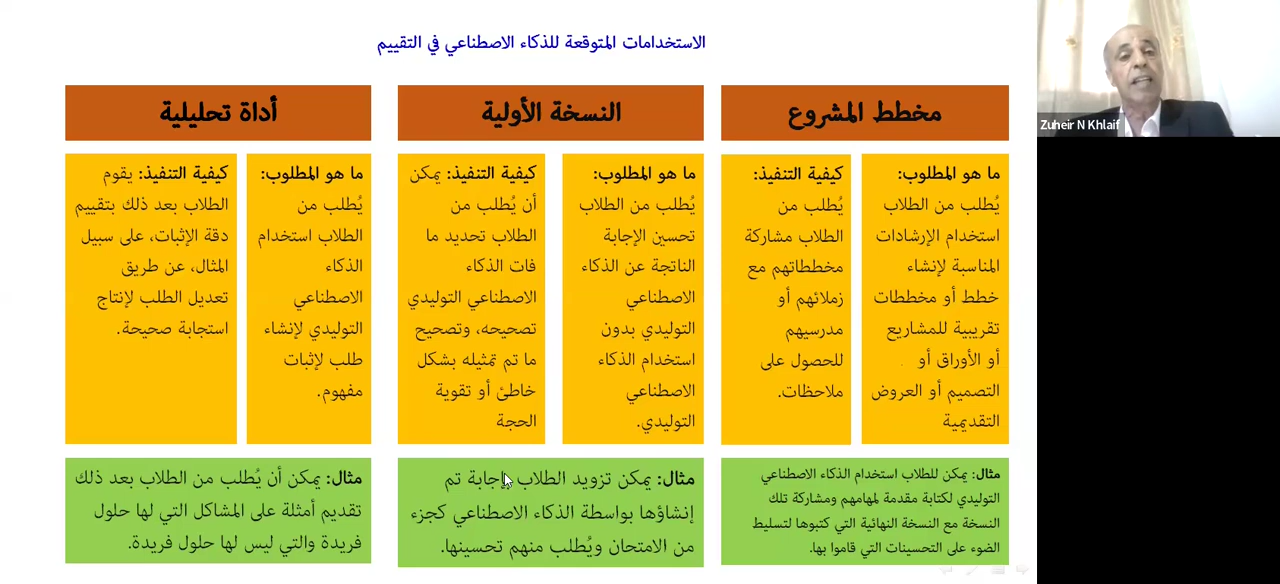 الاستخدامات المتوقعة للذكاء الاصطناعي في التقييم
Zuheir N Khlaif
مخطط المشروع
ما هو المطلوب:
يُطلب من الطلاب
استخدام الإرشادات
المناسبة لإنشاء
خطط أو مخططات
تقريبية للمشاريع
أو الأوراق أو
التصميم أو العروض
التقديمية
كيفية التنفيذ:
يُطلب من
الطلاب مشاركة
مخططاتهم مع
زملائهم أو
مدرسيهم
للحصول على
ملاحظات.
مثال: يمكن للطلاب استخدام الذكاء الاصطناعي
التوليدي لكتابة مقدمة لمهامهم ومشاركة تلك
النسخة مع النسخة النهائية التي كتبوها لتسليط
الضوء على التحسينات التي قاموا بها.
النسخة الأولية
ما هو المطلوب:
يُطلب من الطلاب
تحسين الإجابة
الناتجة عن الذكاء
الاصطناعي
التوليدي بدون
استخدام الذكاء
الاصطناعي
التوليدي.
كيفية التنفيذ: يمكن
أن يُطلب من
الطلاب تحديد ما
فات الذكاء
الاصطناعي التوليدي
تصحيحه، وتصحيح
ما تم تمثيله بشكل
خاطئ أو تقوية
الحجة
مثال: يمكن تزويد الطلاب بإجابة تم
إنشاؤها بواسطة الذكاء الاصطناعي كجزء
من الامتحان ويُطلب منهم تحسينها.
أداة تحليلية
ما هو المطلوب:
يُطلب من
الطلاب استخدام
الذكاء
الاصطناعي
التوليدي لإنشاء
طلب لإثبات
مفهوم.
كيفية التنفيذ: يقوم
الطلاب بعد ذلك بتقييم
دقة الإثبات، على سبيل
المثال، عن طريق
تعديل الطلب لإنتاج
استجابة صحيحة.
مثال: يمكن أن يُطلب من الطلاب بعد ذلك
تقديم أمثلة على المشاكل التي لها حلول
فريدة والتي ليس لها حلول فريدة.